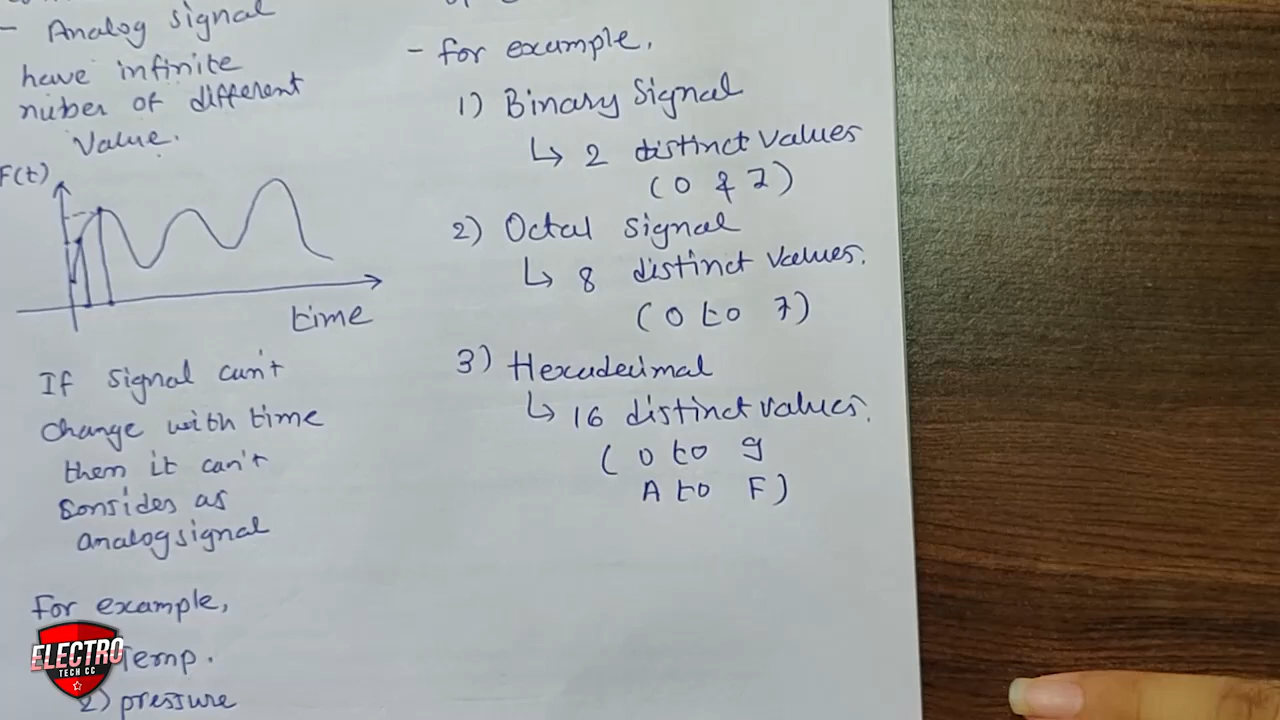 - Analog signal
have infinite
nuber of different
Value.
F(t)
time
If signal can't
change with time
them it can't
consider as
analog signal
For example,
Temp.
2) pressure
- for example,
1) Binary Signal
↳ 2 distinct values
(0 & 1)
2) Octal signal
↳ 8 distinct values.
(0 to 7)
3) Hexadecimal
↳ 16 distinct values.
(0 to 9
A to F)
ELECTRO
TECH CC